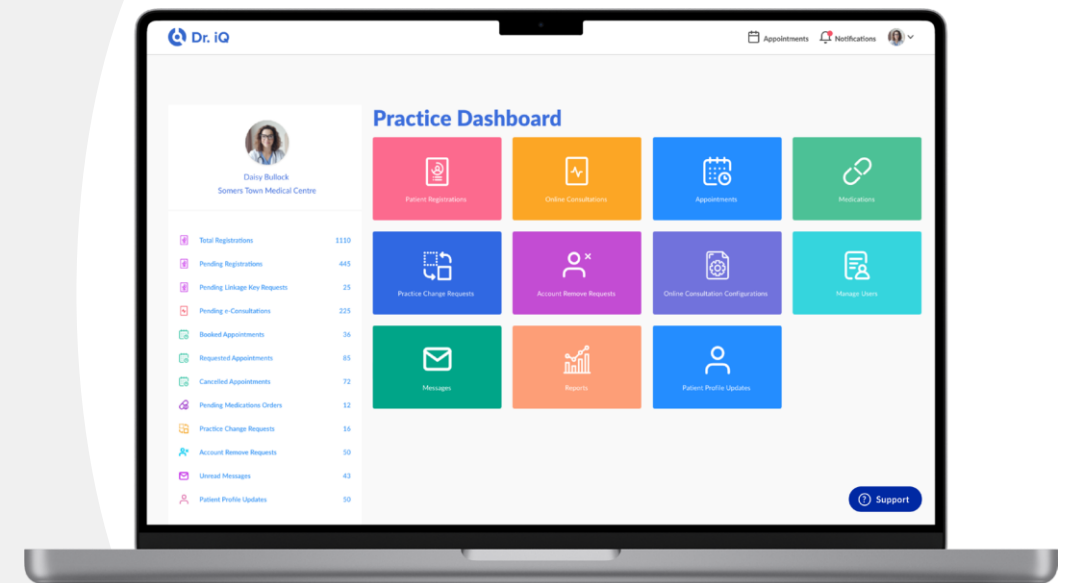 Dr. iQ
Appointments
Notifications
Daisy Bullock
Somers Town Medical Centre
Total Registrations 1110
Pending Registrations 445
Pending Linkage Key Requests 25
Pending e-Consultations 225
Booked Appointments 36
Requested Appointments 85
Cancelled Appointments 72
Pending Medications Orders 12
Practice Change Requests 16
Account Remove Requests 50
Unread Messages 43
Patient Profile Updates 50
Practice Dashboard
Patient Registrations
Online Consultations
Appointments
Medications
Practice Change Requests
Account Remove Requests
Online Consultation Configurations
Manage Users
Messages
Reports
Patient Profile Updates
Support